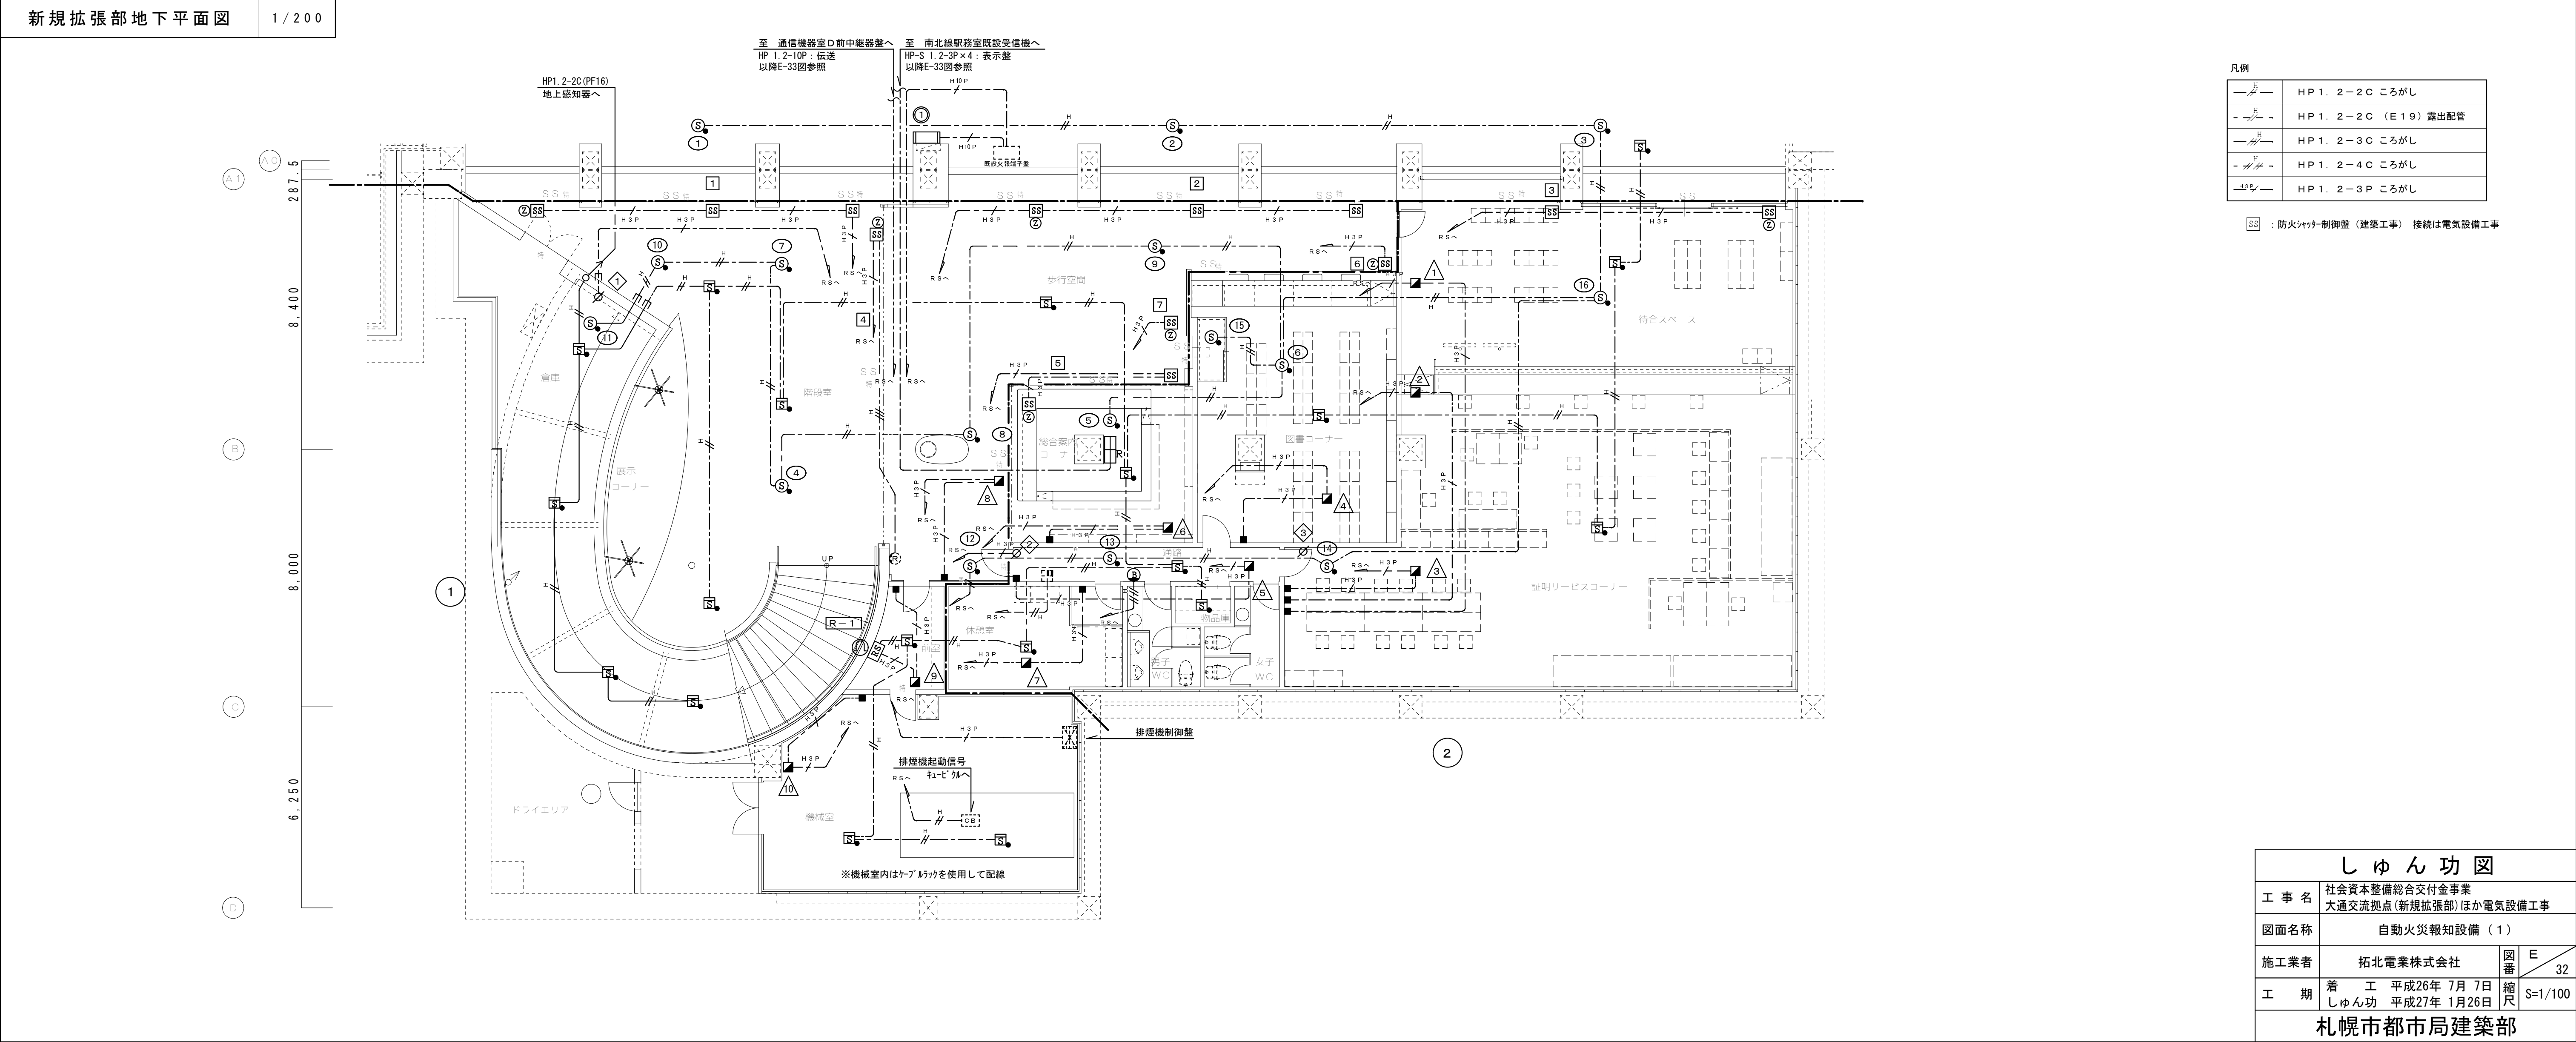 新規拡張部地下平面図 1/200
至 通信機器室D前中継器盤へ
HP 1.2-10P：伝送
以降E-33図参照
至 南北線駅務室既設受信機へ
HP-S 1.2-3P×4：表示盤
以降E-33図参照
HP1.2-2C(PF16)
地上感知器へ
既設火報端子盤
凡例
HP1. 2-2C ころがし
HP1. 2-2C (E19) 露出配管
HP1. 2-3C ころがし
HP1. 2-4C ころがし
HP1. 2-3P ころがし
SS ：防火ｼｬｯﾀｰ制御盤（建築工事） 接続は電気設備工事
A0
A1
B
C
D
287.5
8,400
8,000
6,250
倉庫
展示
コーナー
階段室
歩行空間
総合案内
コーナー
図書コーナー
待合スペース
証明サービスコーナー
通路
休憩室
前室
物品庫
男子
WC
女子
WC
UP
R-1
ドライエリア
機械室
排煙機制御盤
排煙機起動信号
ｷｭｰﾋﾞｸﾙへ
CB
※機械室内はｹｰﾌﾞﾙﾗｯｸを使用して配線
しゅん功図
工事名 社会資本整備総合交付金事業
大通交流拠点(新規拡張部)ほか電気設備工事
図面名称 自動火災報知設備（1）
施工業者 拓北電業株式会社 図番 E 32
工期 着工 平成26年 7月 7日
しゅん功 平成27年 1月26日
縮尺 S=1/100
札幌市都市局建築部